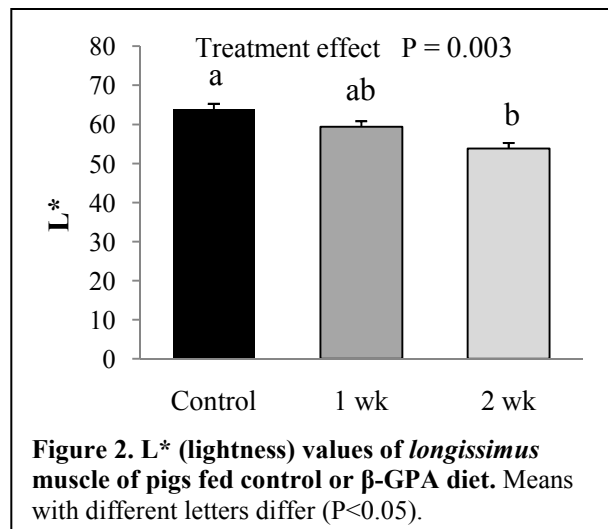 80
Treatment effect P = 0.003
70
a
ab
60
b
50
L*
40
30
20
10
0
Control 1 wk 2 wk
Figure 2. L* (lightness) values of longissimus
muscle of pigs fed control or β-GPA diet. Means
with different letters differ (P<0.05).